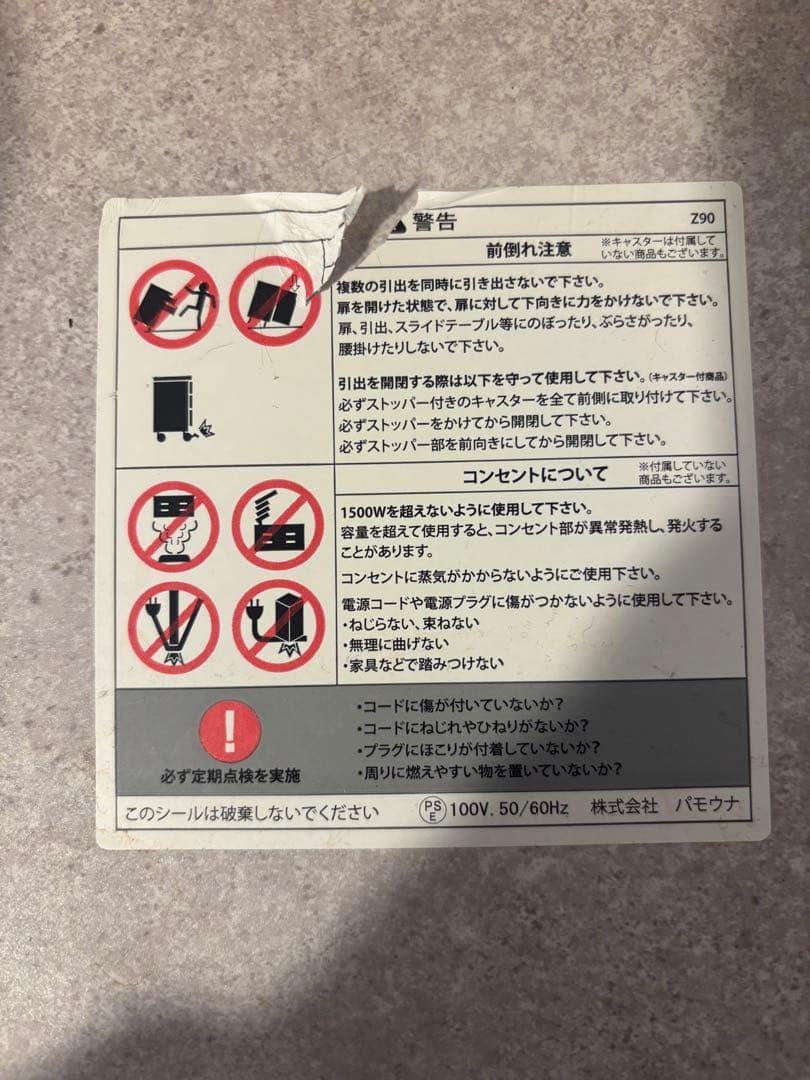 警告
Z90
前倒れ注意
※キャスターは付属して
いない商品もございます。
複数の引出を同時に引き出さないで下さい。
扉を開けた状態で、扉に対して下向きに力をかけないで下さい。
扉、引出、スライドテーブル等にのぼったり、ぶらさがったり、
腰掛けたりしないで下さい。
引出を開閉する際は以下を守って使用して下さい。(キャスター付商品)
必ずストッパー付きのキャスターを全て前側に取り付けて下さい。
必ずストッパーをかけてから開閉して下さい。
必ずストッパー部を前向きにしてから開閉して下さい。
コンセントについて
※付属していない
商品もございます。
1500Wを超えないように使用して下さい。
容量を超えて使用すると、コンセント部が異常発熱し、発火する
ことがあります。
コンセントに蒸気がかからないようにご使用下さい。
電源コードや電源プラグに傷がつかないように使用して下さい。
・ねじらない、束ねない
・無理に曲げない
・家具などで踏みつけない
必ず定期点検を実施
・コードに傷が付いていないか?
・コードにねじれやひねりがないか?
・プラグにほこりが付着していないか?
・周りに燃えやすい物を置いていないか?
このシールは破棄しないでください
PS
E
100V. 50/60Hz 株式会社 パモウナ